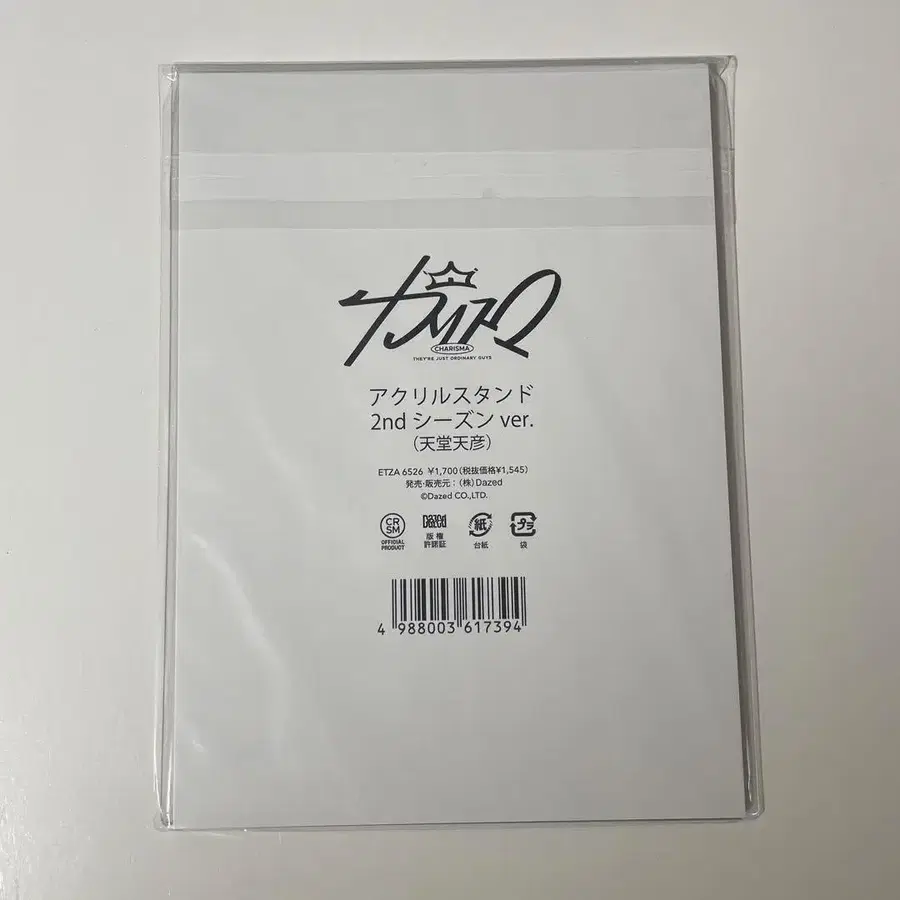 カリスマ
CHARISMA
THEY'RE JUST ORDINARY GUYS
アクリルスタンド
2nd シーズン ver.
（天堂天彦）
ETZA 6526 ¥1,700（税抜価格¥1,545）
発売・販売元：（株）Dazed
©Dazed CO.,LTD.
CR
SM
OFFICIAL
PRODUCT
Dazed
版権
許諾証
紙
台紙
プラ
袋
4 988003 617394